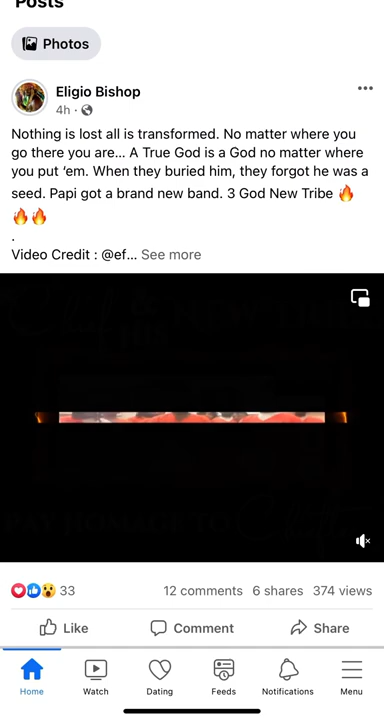 Posts
Photos
Eligio Bishop
4h ·
Nothing is lost all is transformed. No matter where you
go there you are... A True God is a God no matter where
you put ‘em. When they buried him, they forgot he was a
seed. Papi got a brand new band. 3 God New Tribe 🔥
🔥🔥
.
Video Credit : @ef... See more
33
12 comments 6 shares 374 views
Like
Comment
Share
Home
Watch
Dating
Feeds
Notifications
Menu